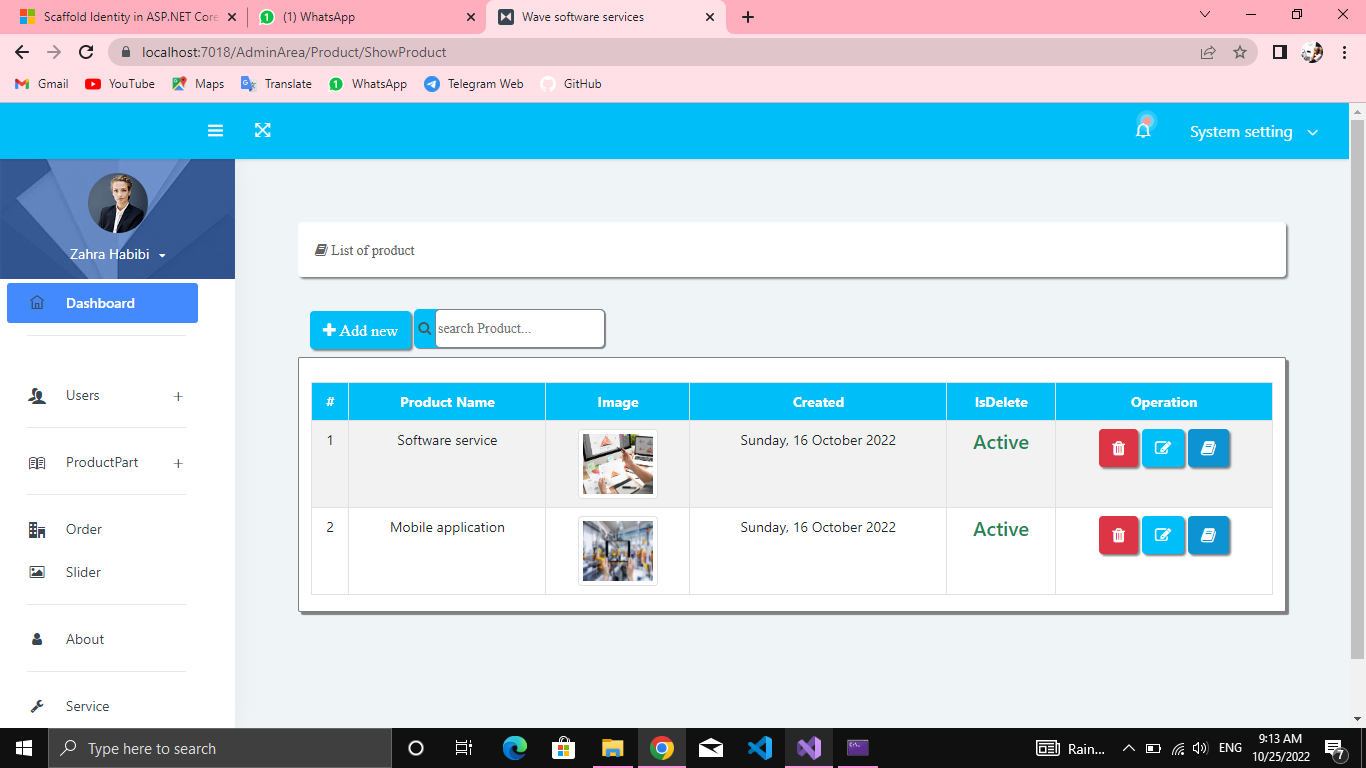 Scaffold Identity in ASP.NET Core
(1) WhatsApp
Wave software services
localhost:7018/AdminArea/Product/ShowProduct
Gmail YouTube Maps Translate WhatsApp Telegram Web GitHub
System setting
Zahra Habibi
Dashboard
Users +
ProductPart +
Order
Slider
About
Service
List of product
Add new
search Product...
# Product Name Image Created IsDelete Operation
1 Software service Sunday, 16 October 2022 Active
2 Mobile application Sunday, 16 October 2022 Active
Type here to search
Rain...
ENG
9:13 AM
10/25/2022
7